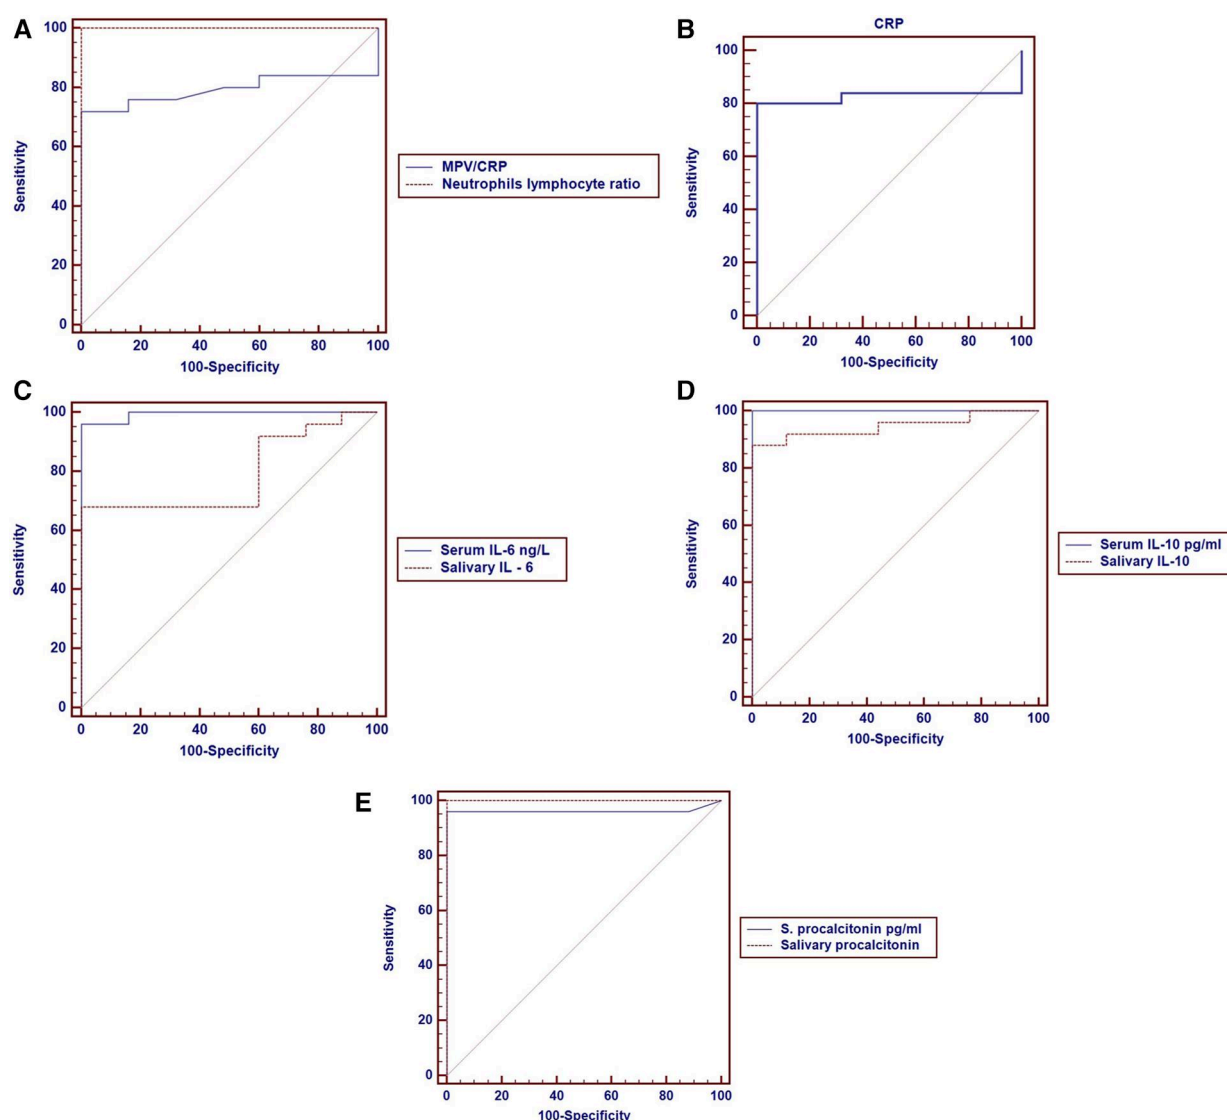 A
100
80
60
40
20
0
Sensitivity
0 20 40 60 80 100
100-Specificity
MPV/CRP
Neutrophils lymphocyte ratio
B
CRP
100
80
60
40
20
0
Sensitivity
0 20 40 60 80 100
100-Specificity
C
100
80
60
40
20
0
Sensitivity
0 20 40 60 80 100
100-Specificity
Serum IL-6 ng/L
Salivary IL - 6
D
100
80
60
40
20
0
Sensitivity
0 20 40 60 80 100
100-Specificity
Serum IL-10 pg/ml
Salivary IL-10
E
100
80
60
40
20
0
Sensitivity
0 20 40 60 80 100
100-Specificity
S. procalcitonin pg/ml
Salivary procalcitonin